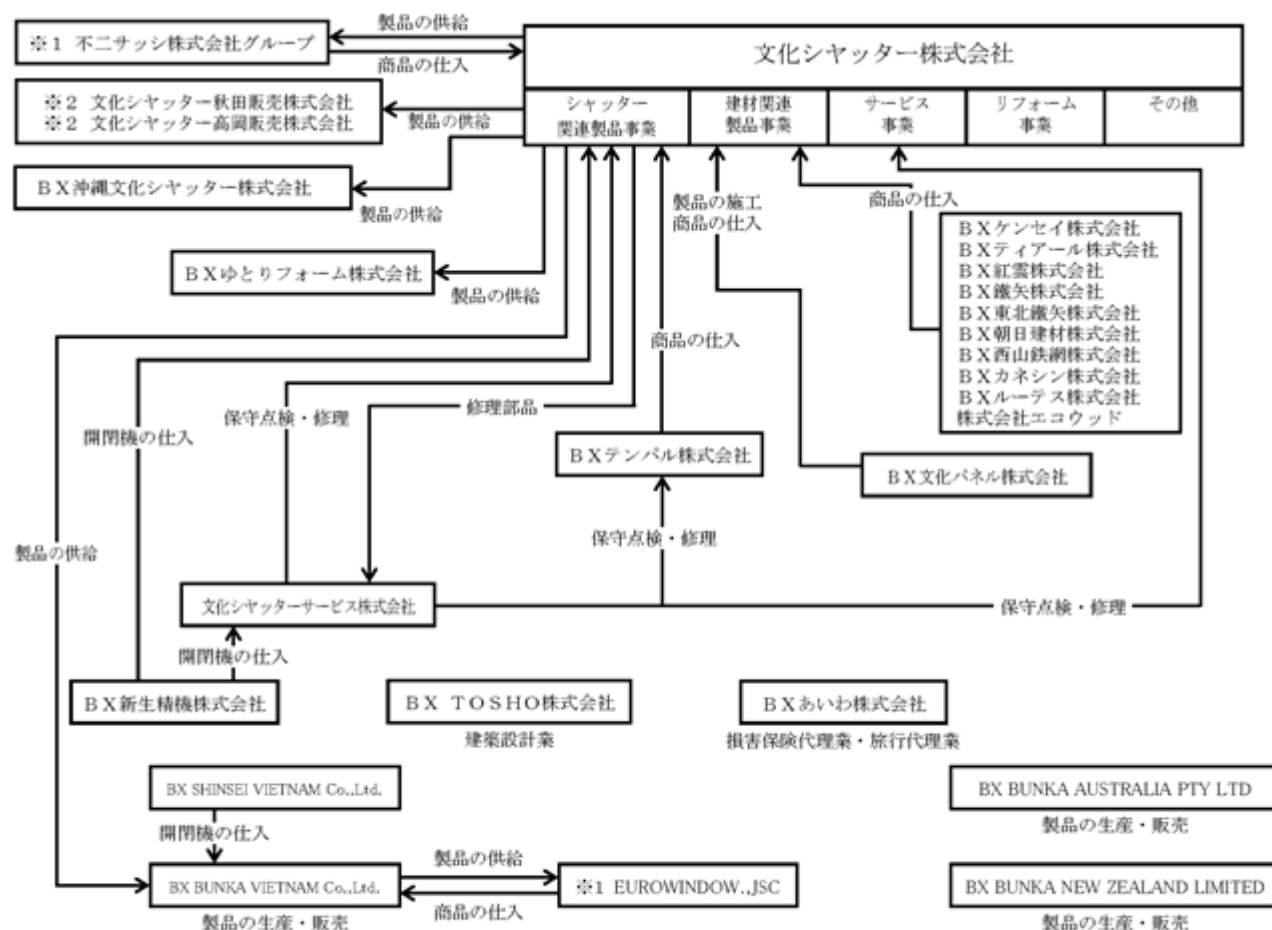 製品の供給
※1 不二サッシ株式会社グループ
商品の仕入
文化シヤッター株式会社
シャッター
関連製品事業
建材関連
製品事業
サービス
事業
リフォーム
事業
その他
※2 文化シヤッター秋田販売株式会社
※2 文化シヤッター高岡販売株式会社
製品の供給
BX沖縄文化シヤッター株式会社
製品の供給
製品の施工
商品の仕入
商品の仕入
BXケンセイ株式会社
BXティアール株式会社
BX紅雲株式会社
BX鐵矢株式会社
BX東北鐵矢株式会社
BX朝日建材株式会社
BX西山鉄網株式会社
BXカネシン株式会社
BXルーテス株式会社
株式会社エコウッド
BXゆとりフォーム株式会社
製品の供給
商品の仕入
保守点検・修理
修理部品
開閉機の仕入
BXテンパル株式会社
BX文化パネル株式会社
保守点検・修理
製品の供給
文化シヤッターサービス株式会社
保守点検・修理
開閉機の仕入
BX新生精機株式会社
BX TOSHO株式会社
建築設計業
BXあいわ株式会社
損害保険代理業・旅行代理業
BX SHINSEI VIETNAM Co.,Ltd.
開閉機の仕入
BX BUNKA AUSTRALIA PTY LTD
製品の生産・販売
BX BUNKA VIETNAM Co.,Ltd.
製品の生産・販売
製品の供給
商品の仕入
※1 EUROWINDOW.,JSC
BX BUNKA NEW ZEALAND LIMITED
製品の生産・販売